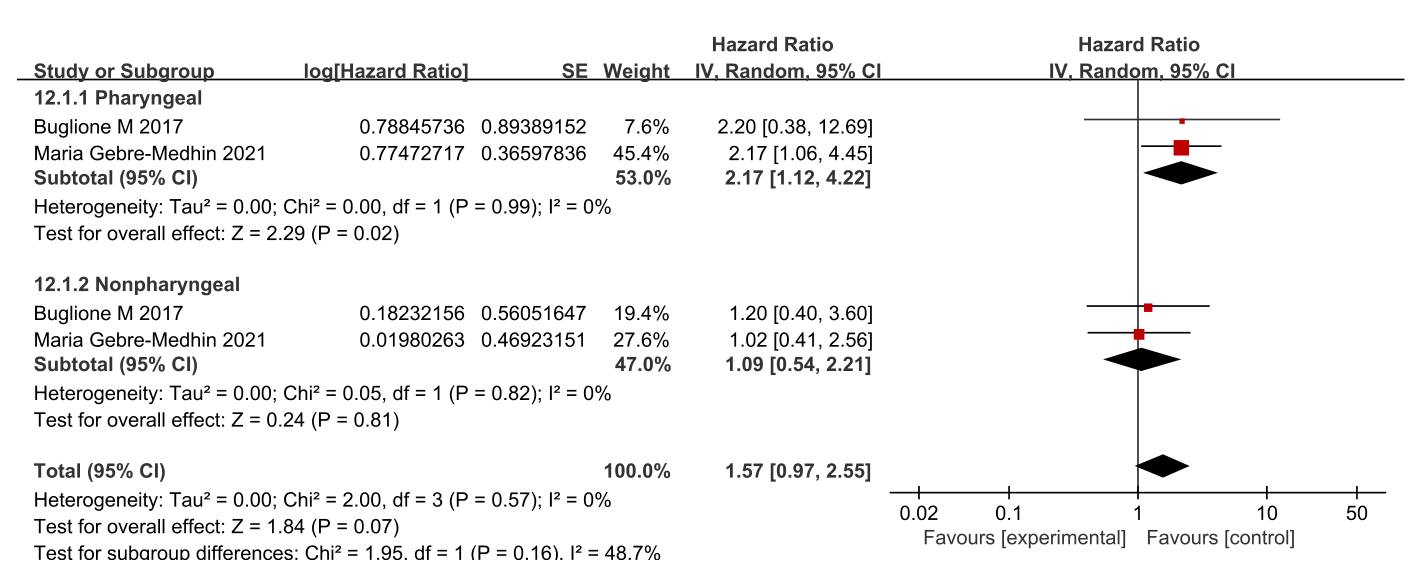 Hazard Ratio Hazard Ratio
Study or Subgroup log[Hazard Ratio] SE Weight IV, Random, 95% CI IV, Random, 95% CI
12.1.1 Pharyngeal
Buglione M 2017 0.78845736 0.89389152 7.6% 2.20 [0.38, 12.69]
Maria Gebre-Medhin 2021 0.77472717 0.36597836 45.4% 2.17 [1.06, 4.45]
Subtotal (95% CI) 53.0% 2.17 [1.12, 4.22]
Heterogeneity: Tau² = 0.00; Chi² = 0.00, df = 1 (P = 0.99); I² = 0%
Test for overall effect: Z = 2.29 (P = 0.02)
12.1.2 Nonpharyngeal
Buglione M 2017 0.18232156 0.56051647 19.4% 1.20 [0.40, 3.60]
Maria Gebre-Medhin 2021 0.01980263 0.46923151 27.6% 1.02 [0.41, 2.56]
Subtotal (95% CI) 47.0% 1.09 [0.54, 2.21]
Heterogeneity: Tau² = 0.00; Chi² = 0.05, df = 1 (P = 0.82); I² = 0%
Test for overall effect: Z = 0.24 (P = 0.81)
Total (95% CI) 100.0% 1.57 [0.97, 2.55]
Heterogeneity: Tau² = 0.00; Chi² = 2.00, df = 3 (P = 0.57); I² = 0%
Test for overall effect: Z = 1.84 (P = 0.07)
Test for subgroup differences: Chi² = 1.95, df = 1 (P = 0.16), I² = 48.7%
0.02 0.1 1 10 50
Favours [experimental] Favours [control]